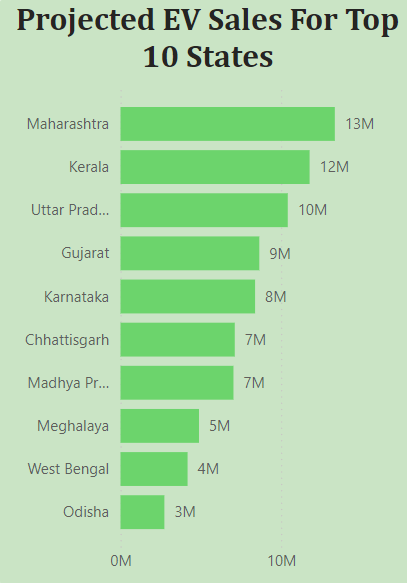 Projected EV Sales For Top
10 States
Maharashtra 13M
Kerala 12M
Uttar Prad... 10M
Gujarat 9M
Karnataka 8M
Chhattisgarh 7M
Madhya Pr... 7M
Meghalaya 5M
West Bengal 4M
Odisha 3M
0M 10M